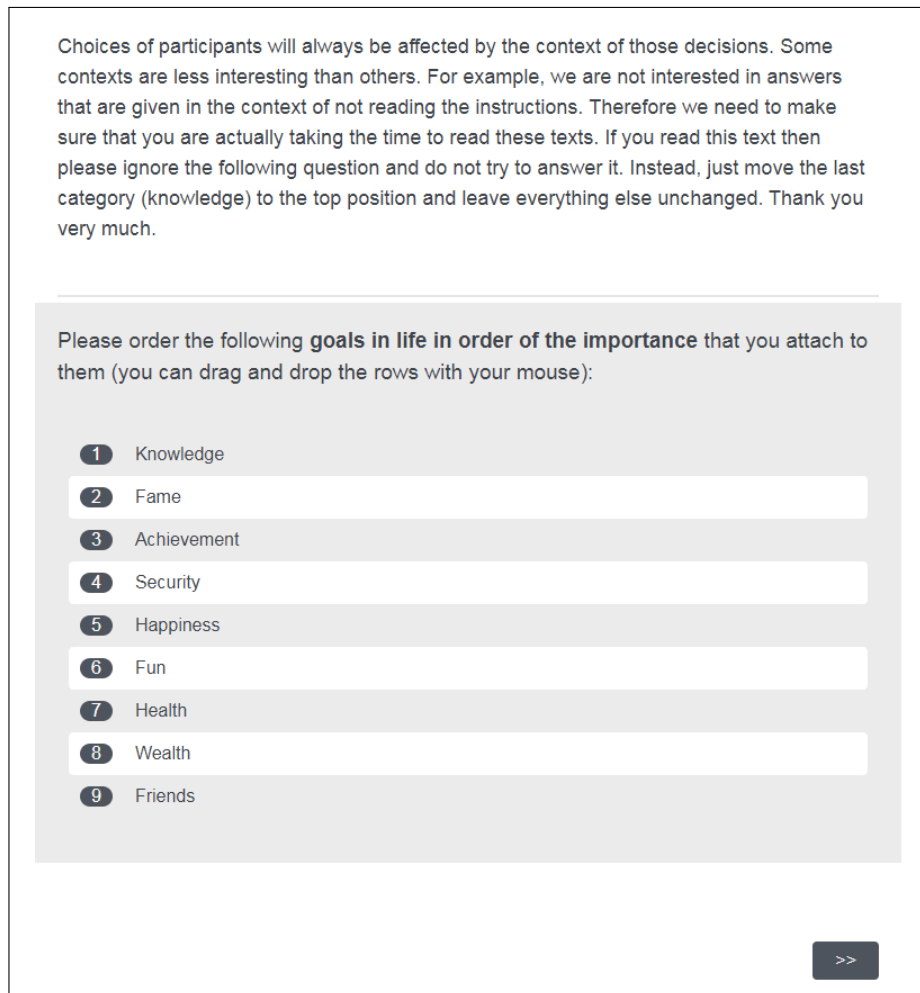 Choices of participants will always be affected by the context of those decisions. Some
contexts are less interesting than others. For example, we are not interested in answers
that are given in the context of not reading the instructions. Therefore we need to make
sure that you are actually taking the time to read these texts. If you read this text then
please ignore the following question and do not try to answer it. Instead, just move the last
category (knowledge) to the top position and leave everything else unchanged. Thank you
very much.
Please order the following goals in life in order of the importance that you attach to
them (you can drag and drop the rows with your mouse):
1 Knowledge
2 Fame
3 Achievement
4 Security
5 Happiness
6 Fun
7 Health
8 Wealth
9 Friends
>>